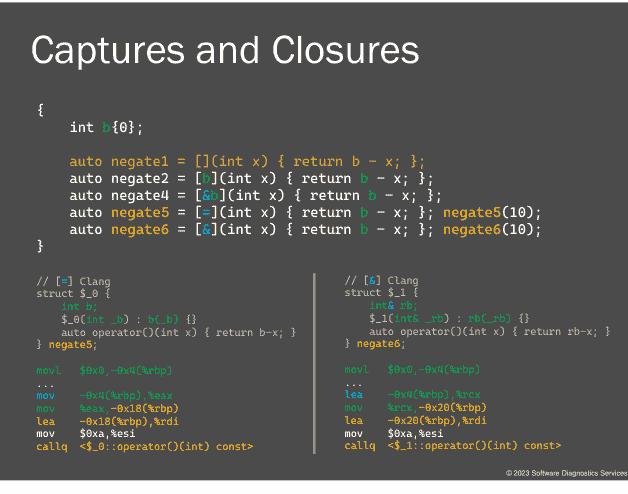 Captures and Closures
{
int b{0};
auto negate1 = [](int x) { return b - x; };
auto negate2 = [b](int x) { return b - x; };
auto negate4 = [&b](int x) { return b - x; };
auto negate5 = [=](int x) { return b - x; }; negate5(10);
auto negate6 = [&](int x) { return b - x; }; negate6(10);
}
// [=] Clang
struct $_0 {
int b;
$_0(int _b) : b(_b) {}
auto operator()(int x) { return b-x; }
} negate5;
movl $0x0,-0x4(%rbp)
...
mov -0x4(%rbp),%eax
mov %eax,-0x18(%rbp)
lea -0x18(%rbp),%rdi
mov $0xa,%esi
callq <$_0::operator()(int) const>
// [&] Clang
struct $_1 {
int& rb;
$_1(int& _rb) : rb(_rb) {}
auto operator()(int x) { return rb-x; }
} negate6;
movl $0x0,-0x4(%rbp)
...
lea -0x4(%rbp),%rcx
mov %rcx,-0x20(%rbp)
lea -0x20(%rbp),%rdi
mov $0xa,%esi
callq <$_1::operator()(int) const>
© 2023 Software Diagnostics Services